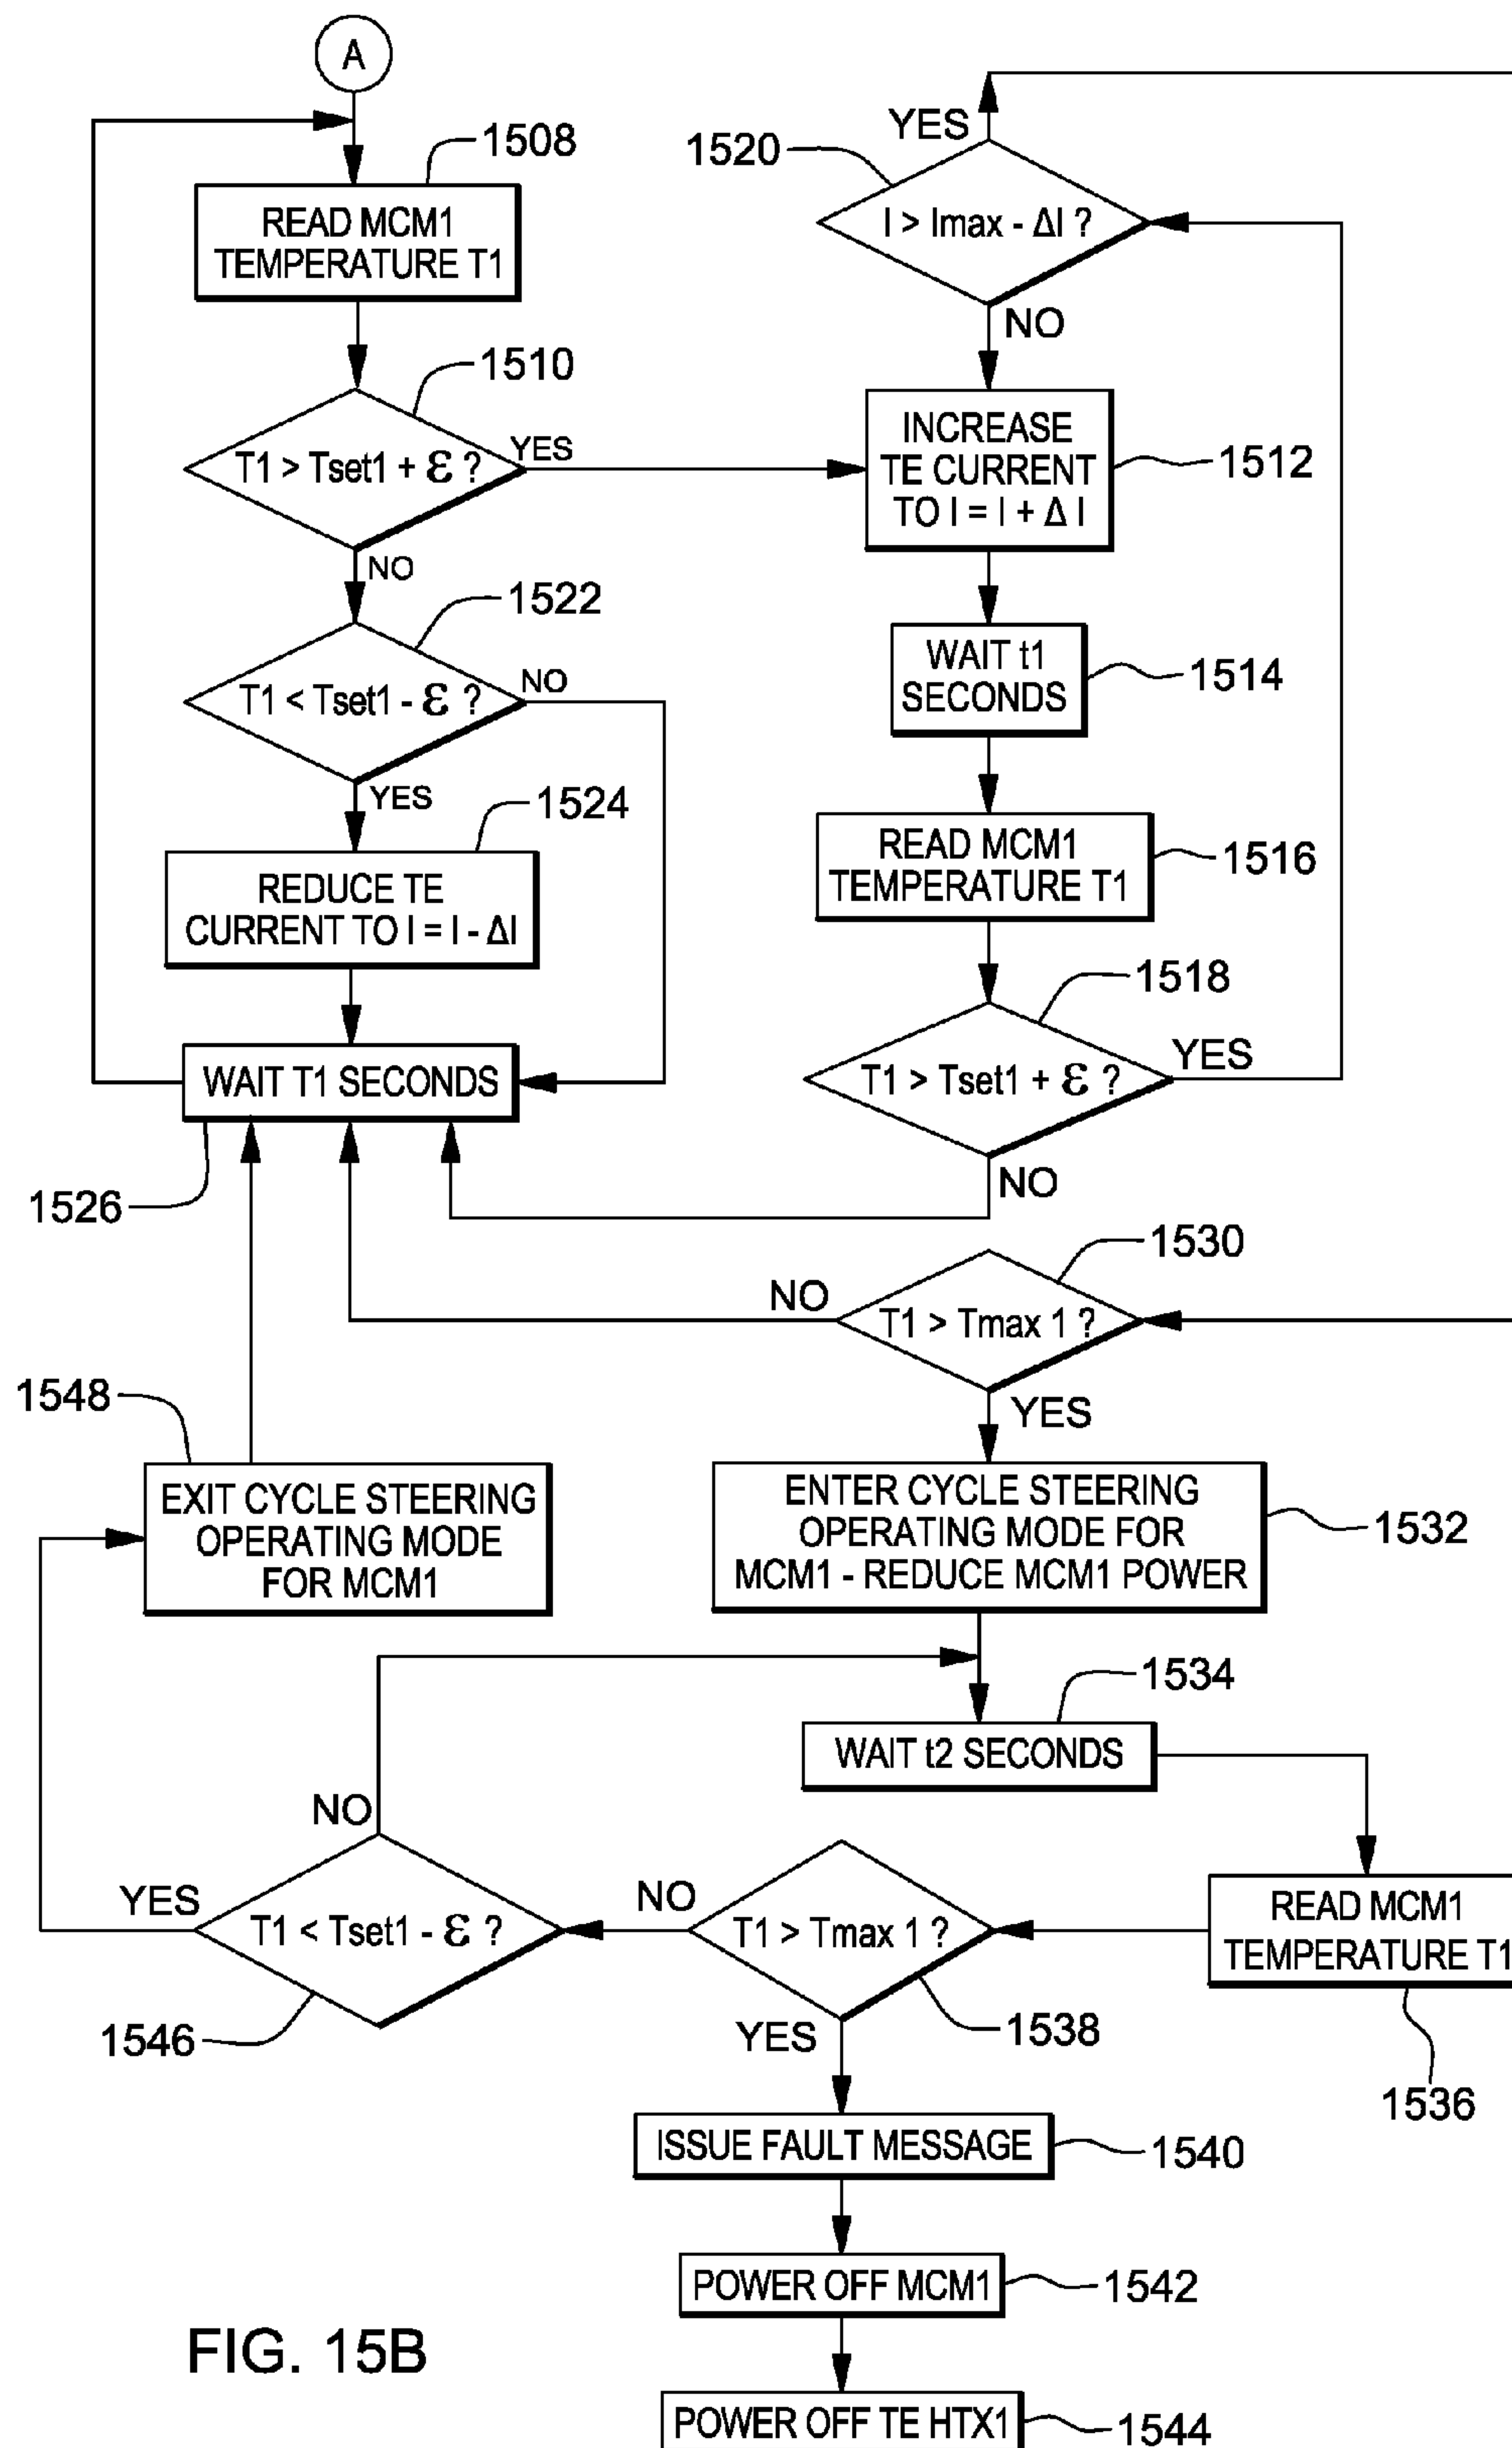 A
1508
READ MCM1
TEMPERATURE T1
1510
T1 > Tset1 + ε ?
YES
NO
1522
T1 < Tset1 - ε ?
NO
YES
1524
REDUCE TE
CURRENT TO I = I - ΔI
WAIT T1 SECONDS
1526
YES
1520
I > Imax - ΔI ?
NO
INCREASE
TE CURRENT
TO I = I + Δ I
1512
WAIT t1
SECONDS
1514
READ MCM1
TEMPERATURE T1
1516
1518
T1 > Tset1 + ε ?
YES
NO
1530
NO
T1 > Tmax 1 ?
YES
1548
EXIT CYCLE STEERING
OPERATING MODE
FOR MCM1
ENTER CYCLE STEERING
OPERATING MODE FOR
MCM1 - REDUCE MCM1 POWER
1532
1534
WAIT t2 SECONDS
NO
YES
T1 < Tset1 - ε ?
1546
NO
T1 > Tmax 1 ?
YES
1538
READ MCM1
TEMPERATURE T1
1536
ISSUE FAULT MESSAGE
1540
POWER OFF MCM1
1542
POWER OFF TE HTX1
1544
FIG. 15B